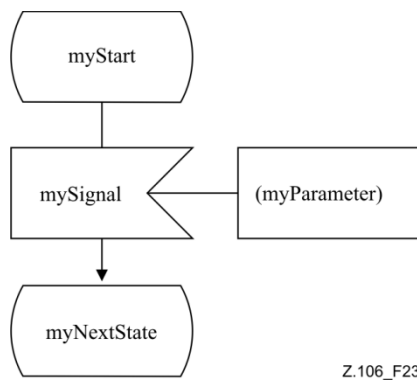 myStart
mySignal
(myParameter)
myNextState
Z.106_F23